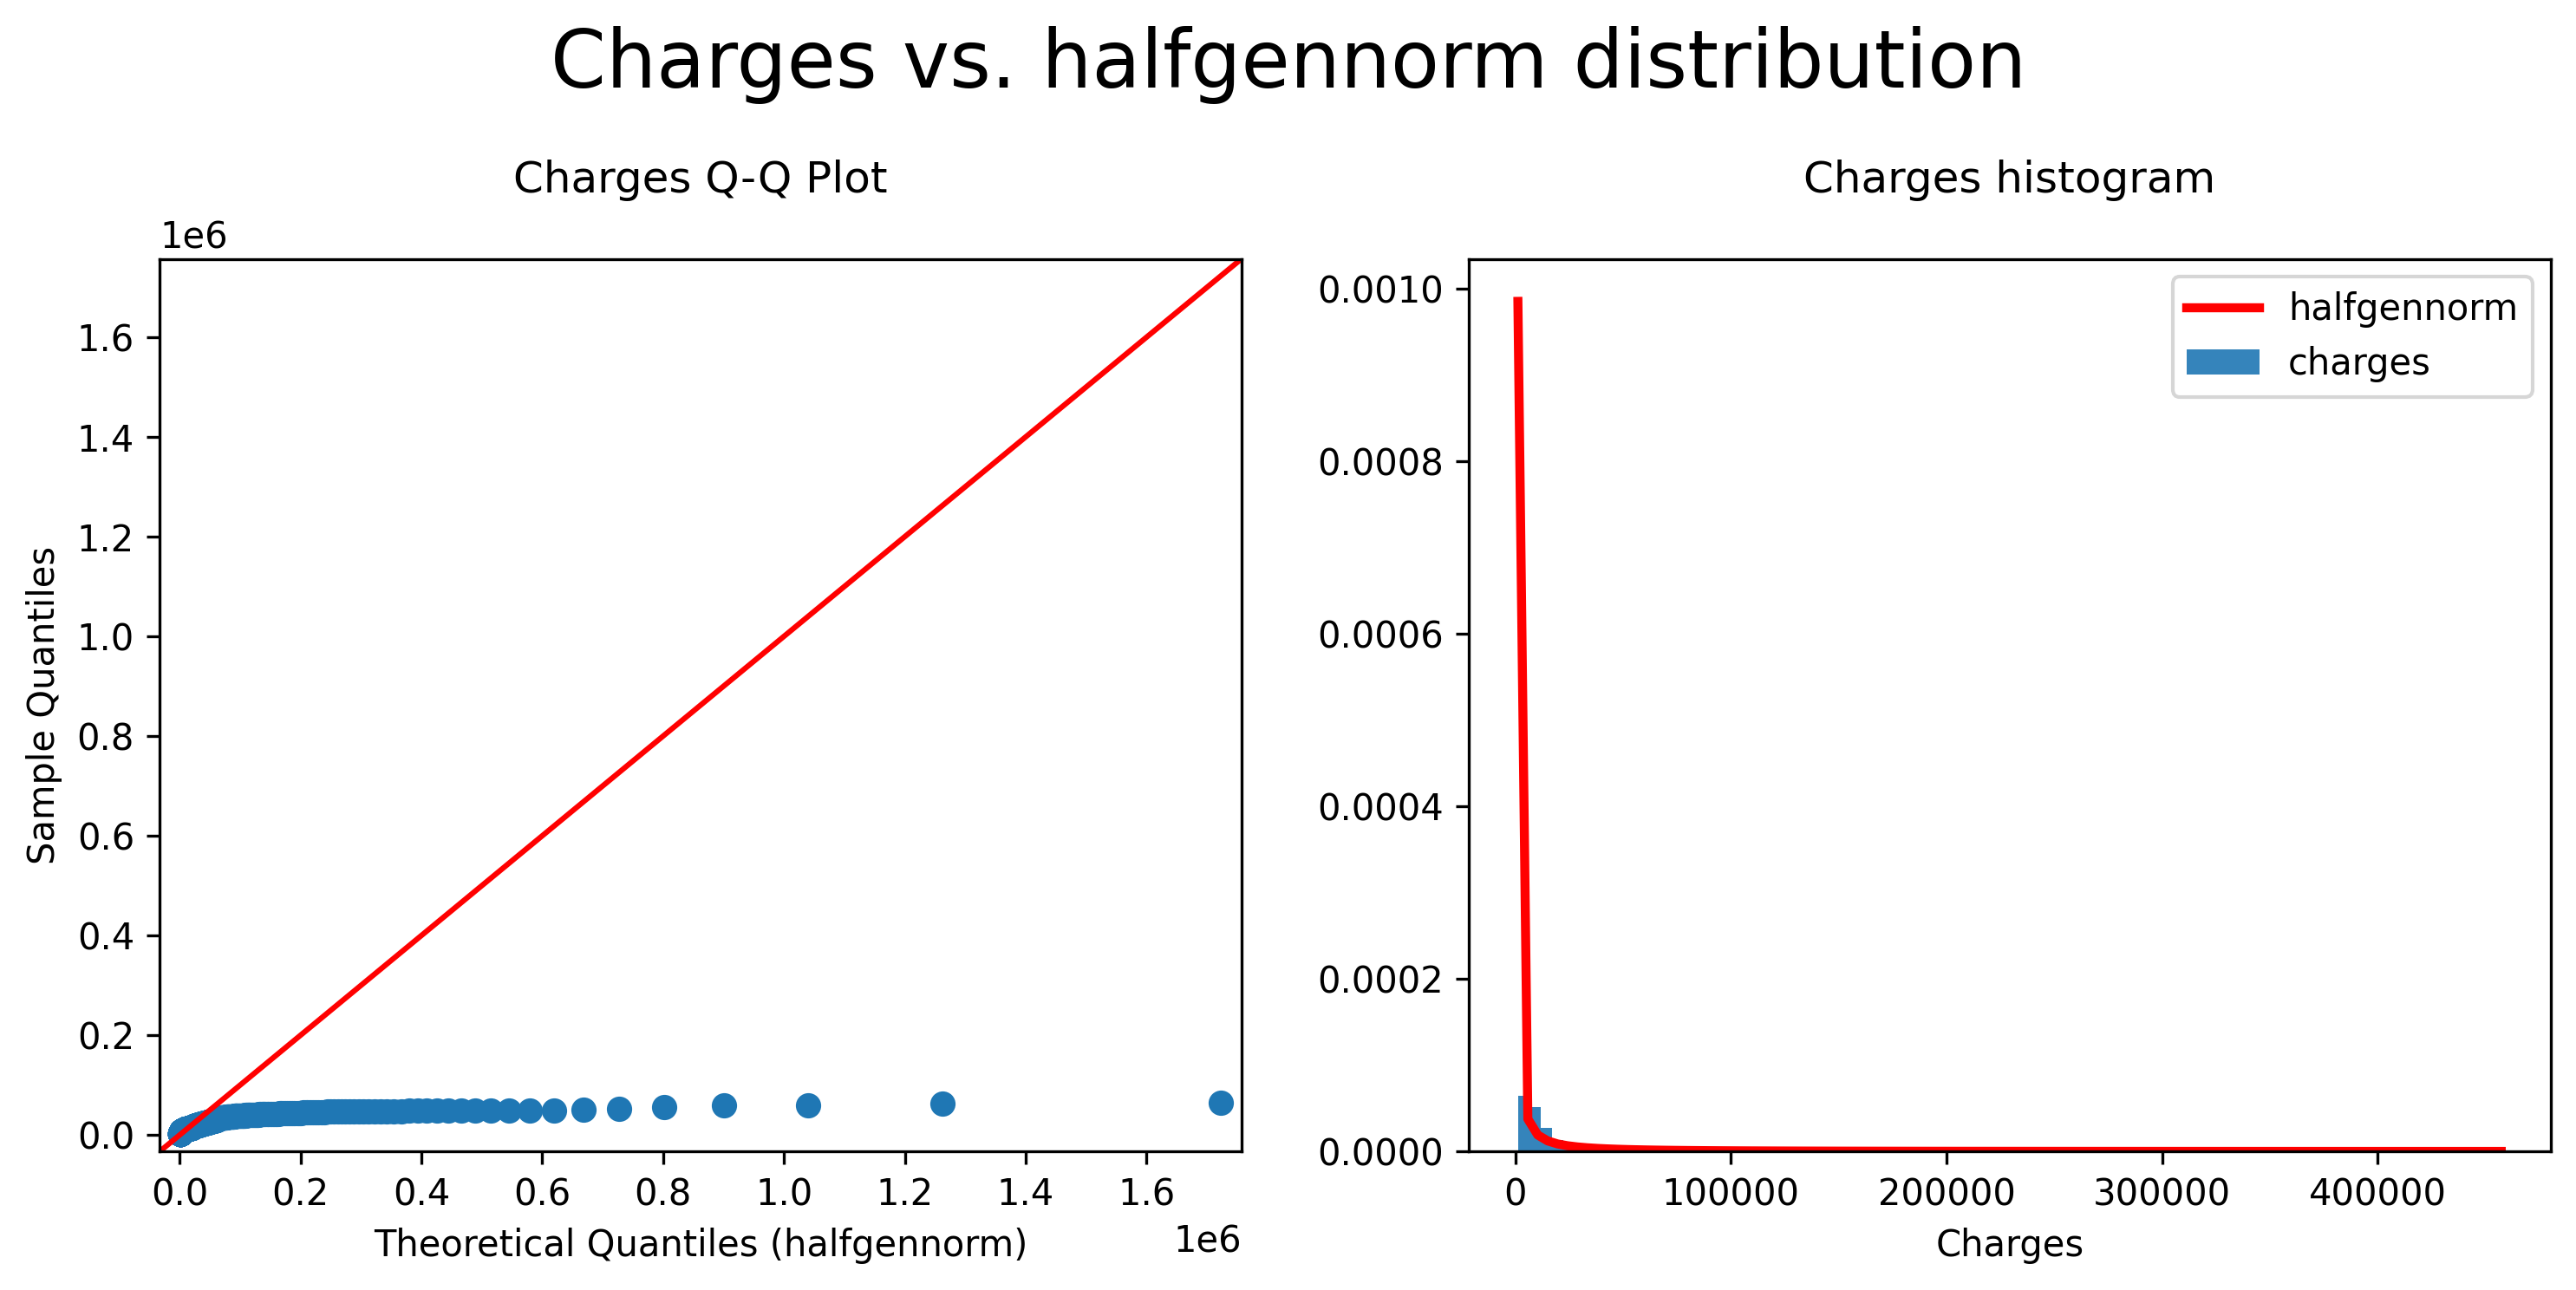 Charges vs. halfgennorm distribution
Charges Q-Q Plot
1e6
1.6
1.4
1.2
1.0
0.8
0.6
0.4
0.2
0.0
Sample Quantiles
0.0 0.2 0.4 0.6 0.8 1.0 1.2 1.4 1.6
Theoretical Quantiles (halfgennorm)
1e6
Charges histogram
0.0010
0.0008
0.0006
0.0004
0.0002
0.0000
halfgennorm
charges
0 100000 200000 300000 400000
Charges